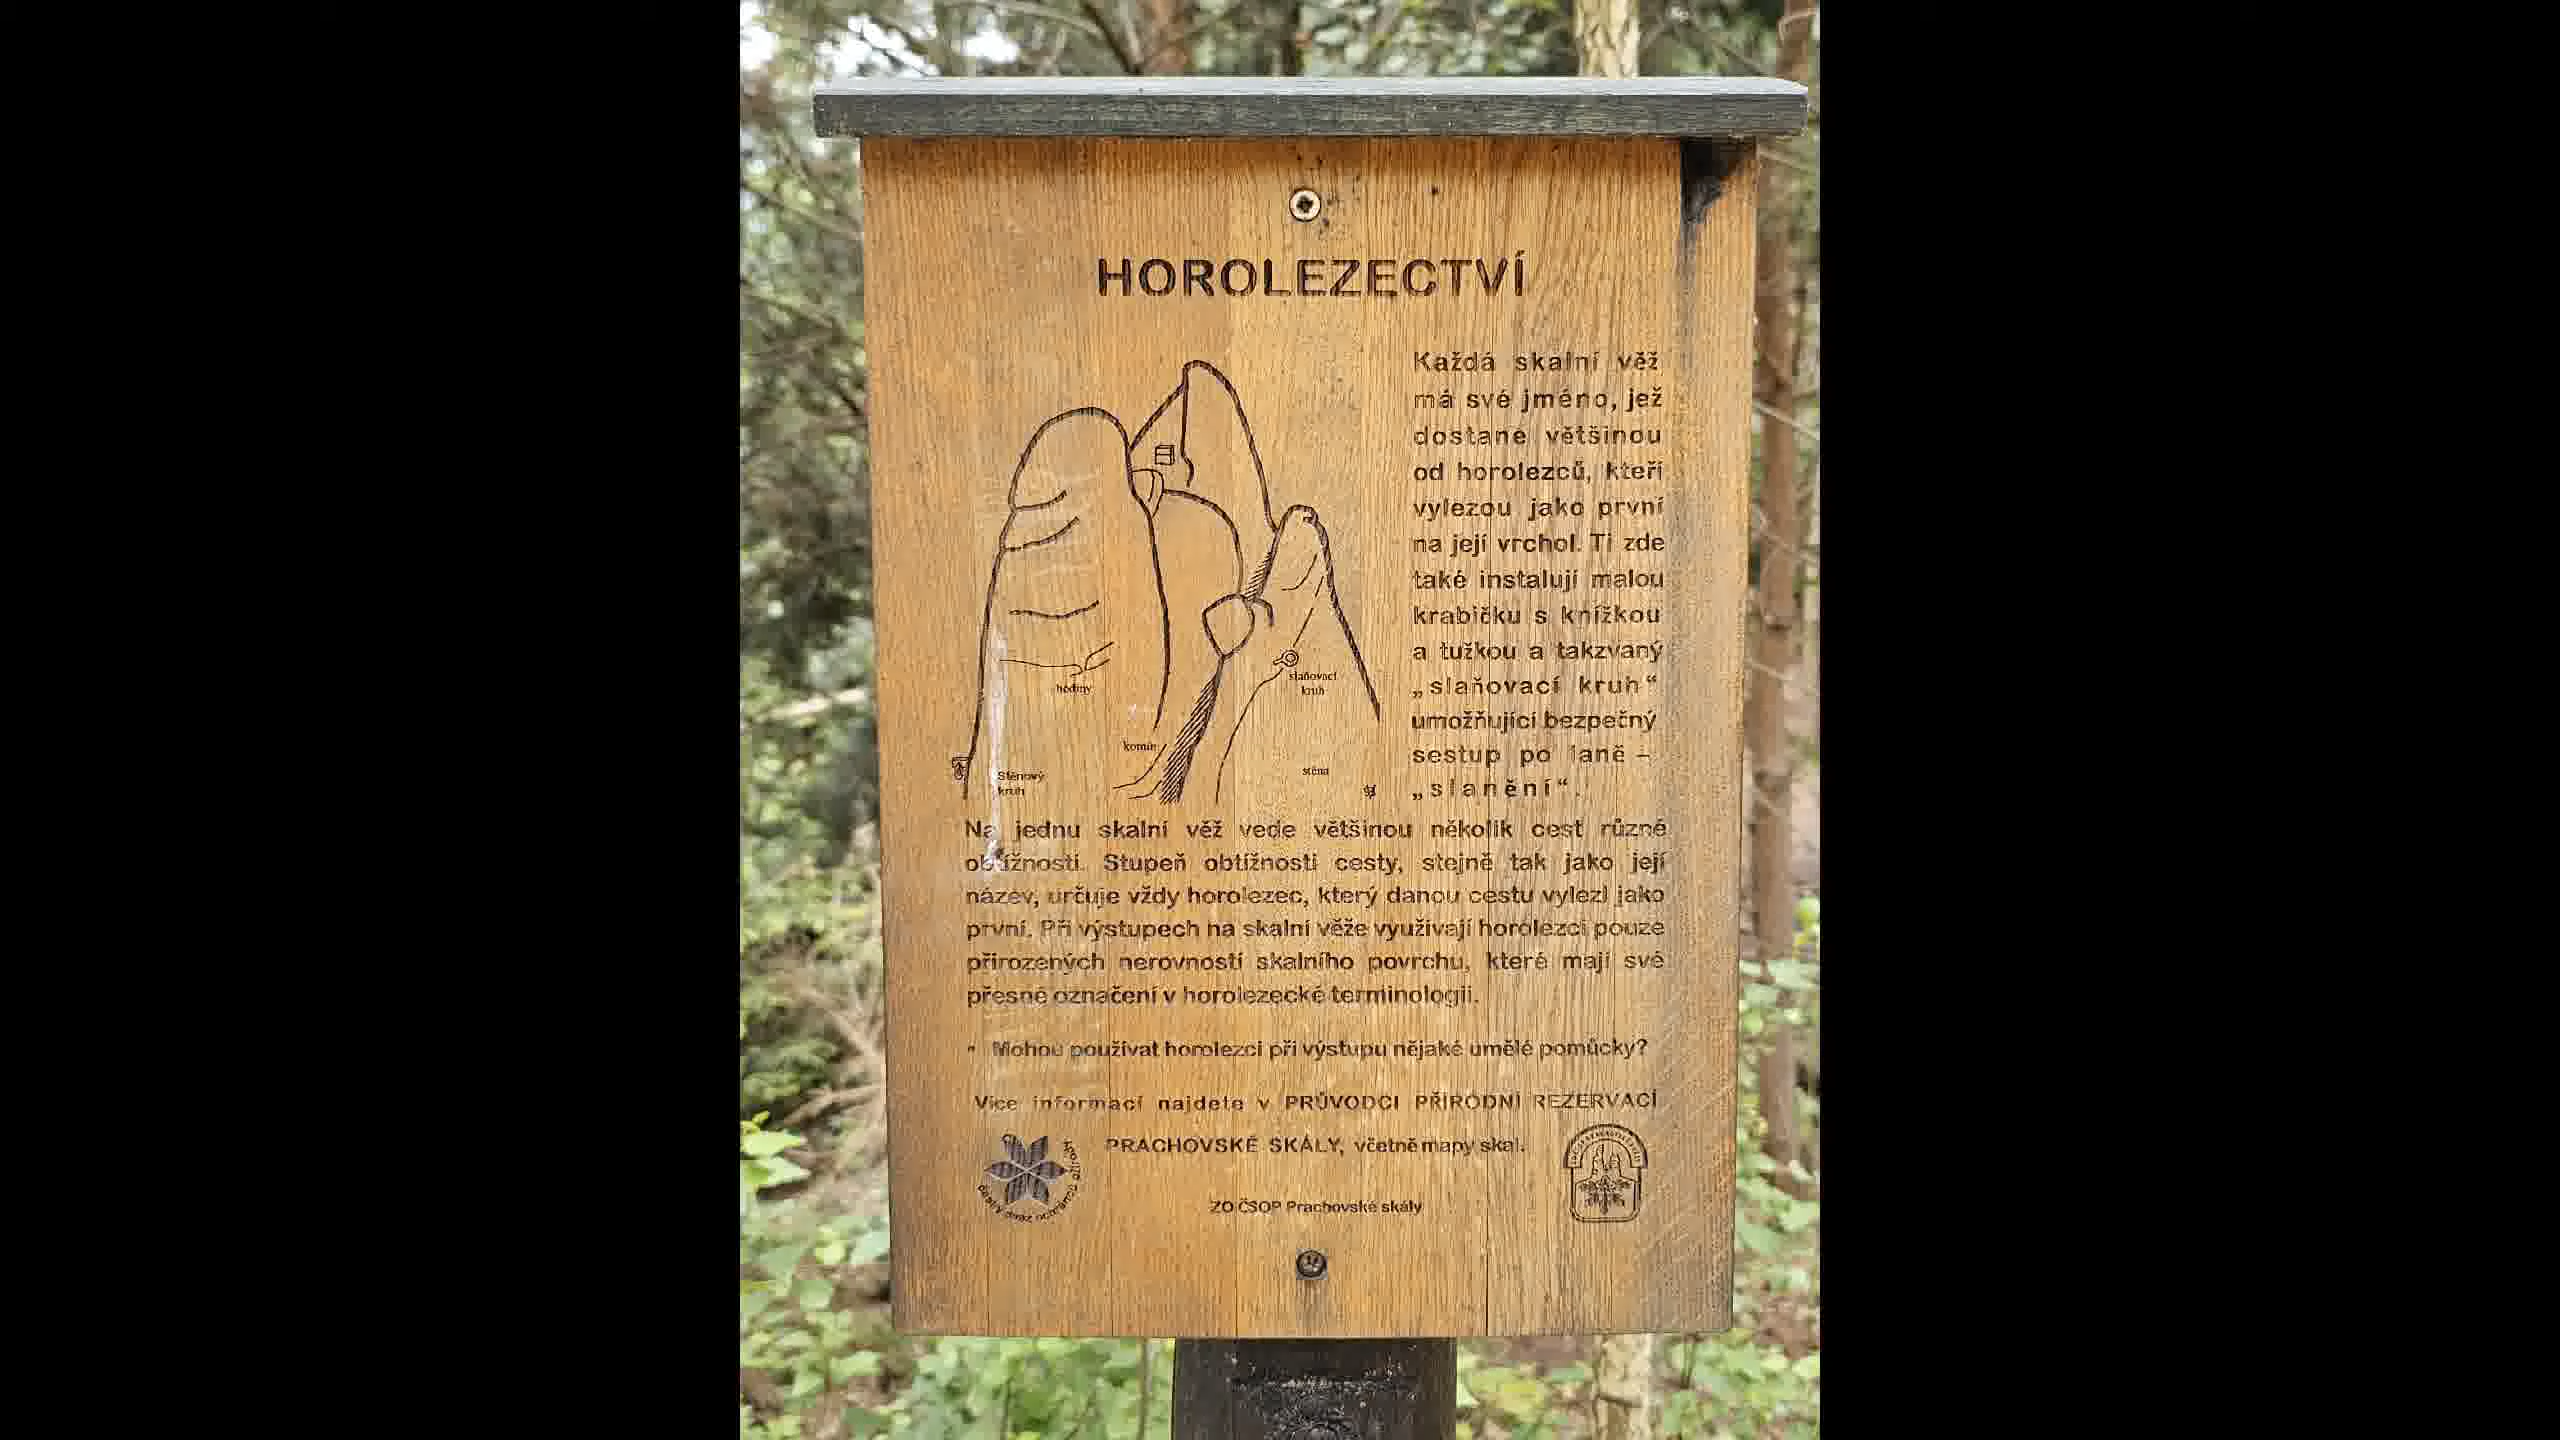 HOROLEZECTVÍ
Každá skalní věž
má své jméno, jež
dostane většinou
od horolezců, kteří
vylezou jako první
na její vrchol. Ti zde
také instalují malou
krabičku s knížkou
a tužkou a takzvaný
„slaňovací kruh“
umožňující bezpečný
sestup po laně –
„slanění“.
hodiny
slaňovací
kruh
komín
Stěnový
kruh
stěna
Na jednu skalní věž vede většinou několik cest různé
obtížnosti. Stupeň obtížnosti cesty, stejně tak jako její
název, určuje vždy horolezec, který danou cestu vylezl jako
první. Při výstupech na skalní věže využívají horolezci pouze
přirozených nerovností skalního povrchu, které mají své
přesné označení v horolezecké terminologii.
• Mohou používat horolezci při výstupu nějaké umělé pomůcky?
Více informací najdete v PRŮVODCI PŘÍRODNÍ REZERVACÍ
PRACHOVSKÉ SKÁLY, včetně mapy skal.
český svaz ochránců přírody
ZO ČSOP Prachovské skály